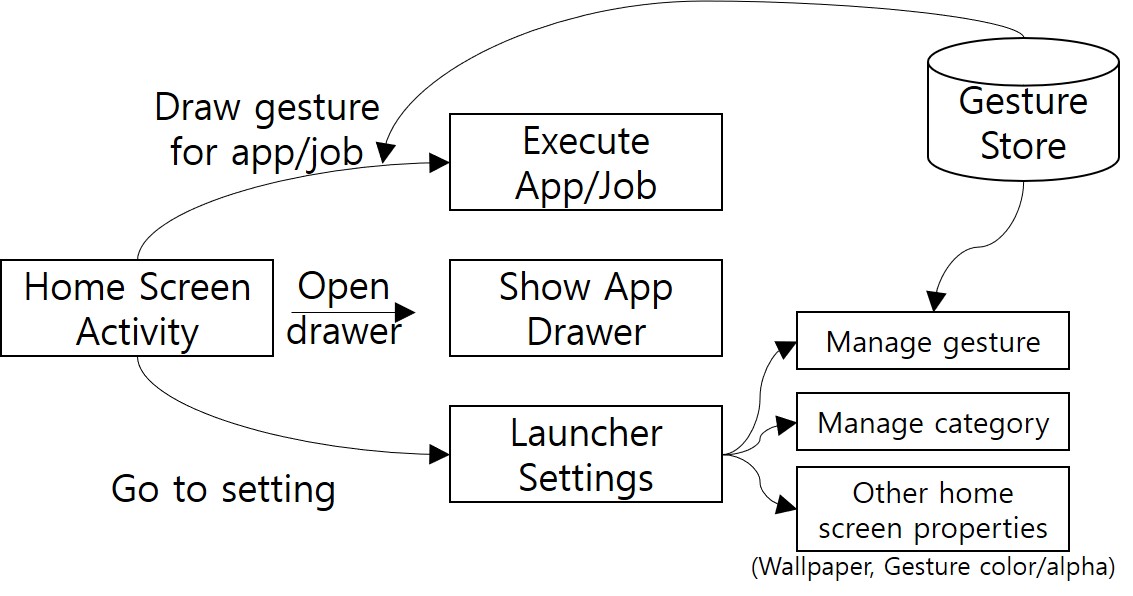 Draw gesture
for app/job
Execute
App/Job
Gesture
Store
Home Screen
Activity
Open
drawer
Show App
Drawer
Manage gesture
Launcher
Settings
Manage category
Go to setting
Other home
screen properties
(Wallpaper, Gesture color/alpha)